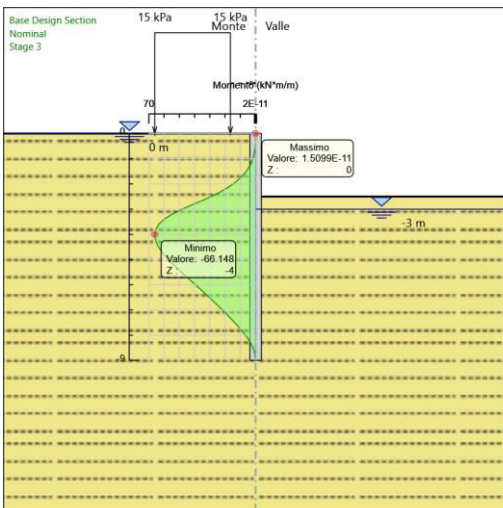 Base Design Section
Nominal
Stage 3
15 kPa
15 kPa
Monte
Valle
(kN*m/m)
70
2E-11
0
0 m
Massimo
Valore: 1.5099E-11
Z : 0
-3 m
Minimo
Valore: -66.148
Z : -4
-9